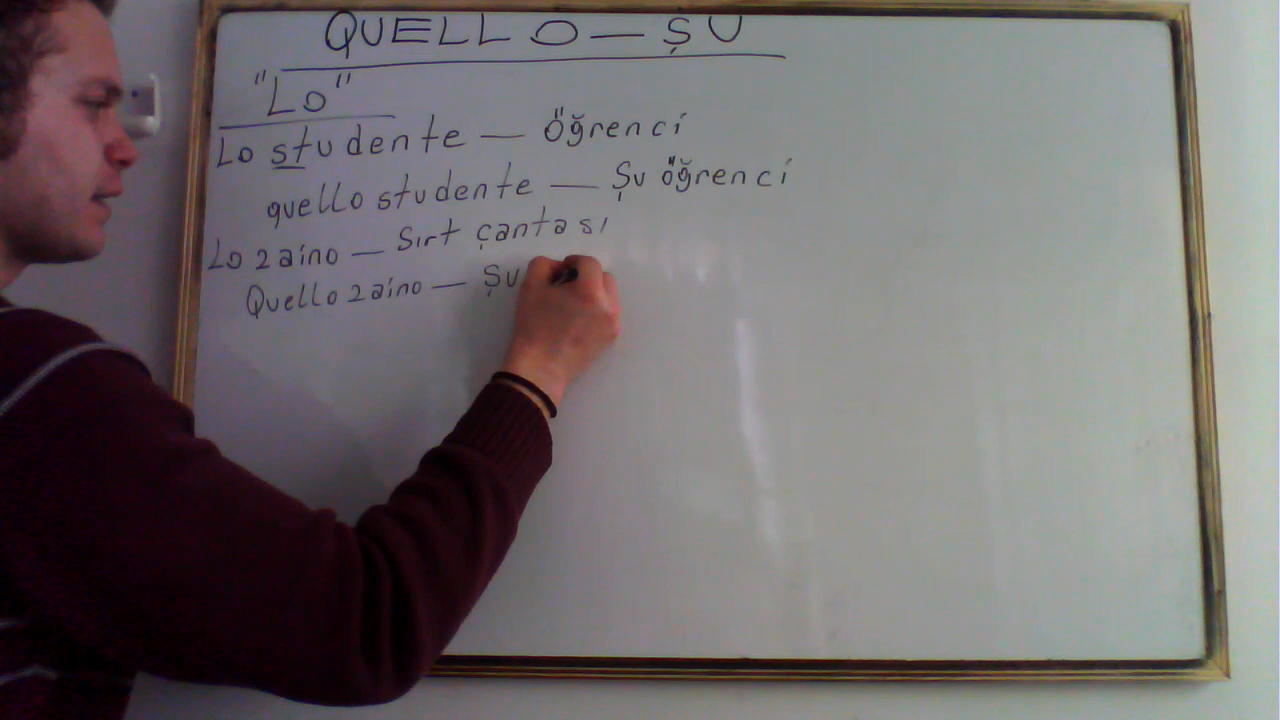 QUELLO — ŞU
"Lo"
Lo studente — Öğrenci
quello studente — Şu öğrenci
Lo zaino — Sırt çantası
Quello zaino — Şu